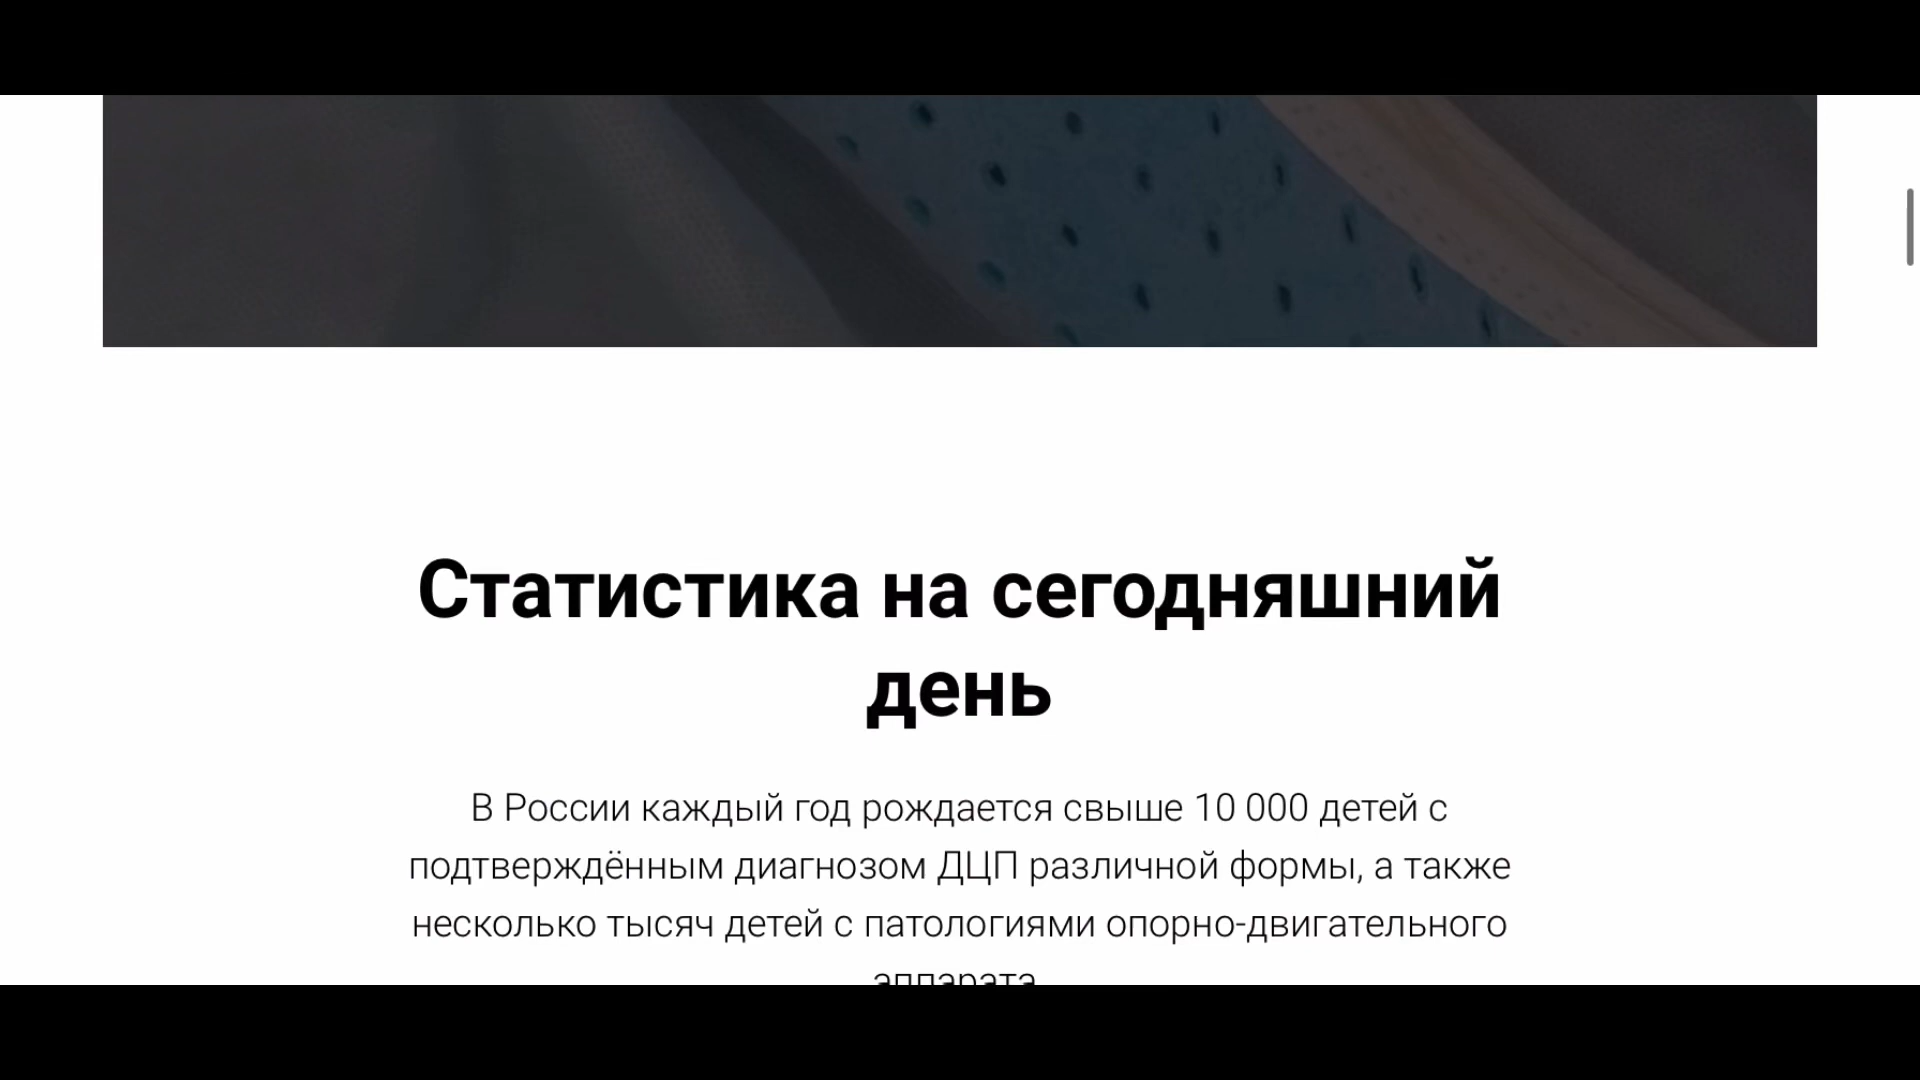 Статистика на сегодняшний
день
В России каждый год рождается свыше 10 000 детей с
подтверждённым диагнозом ДЦП различной формы, а также
несколько тысяч детей с патологиями опорно-двигательного
аппарата